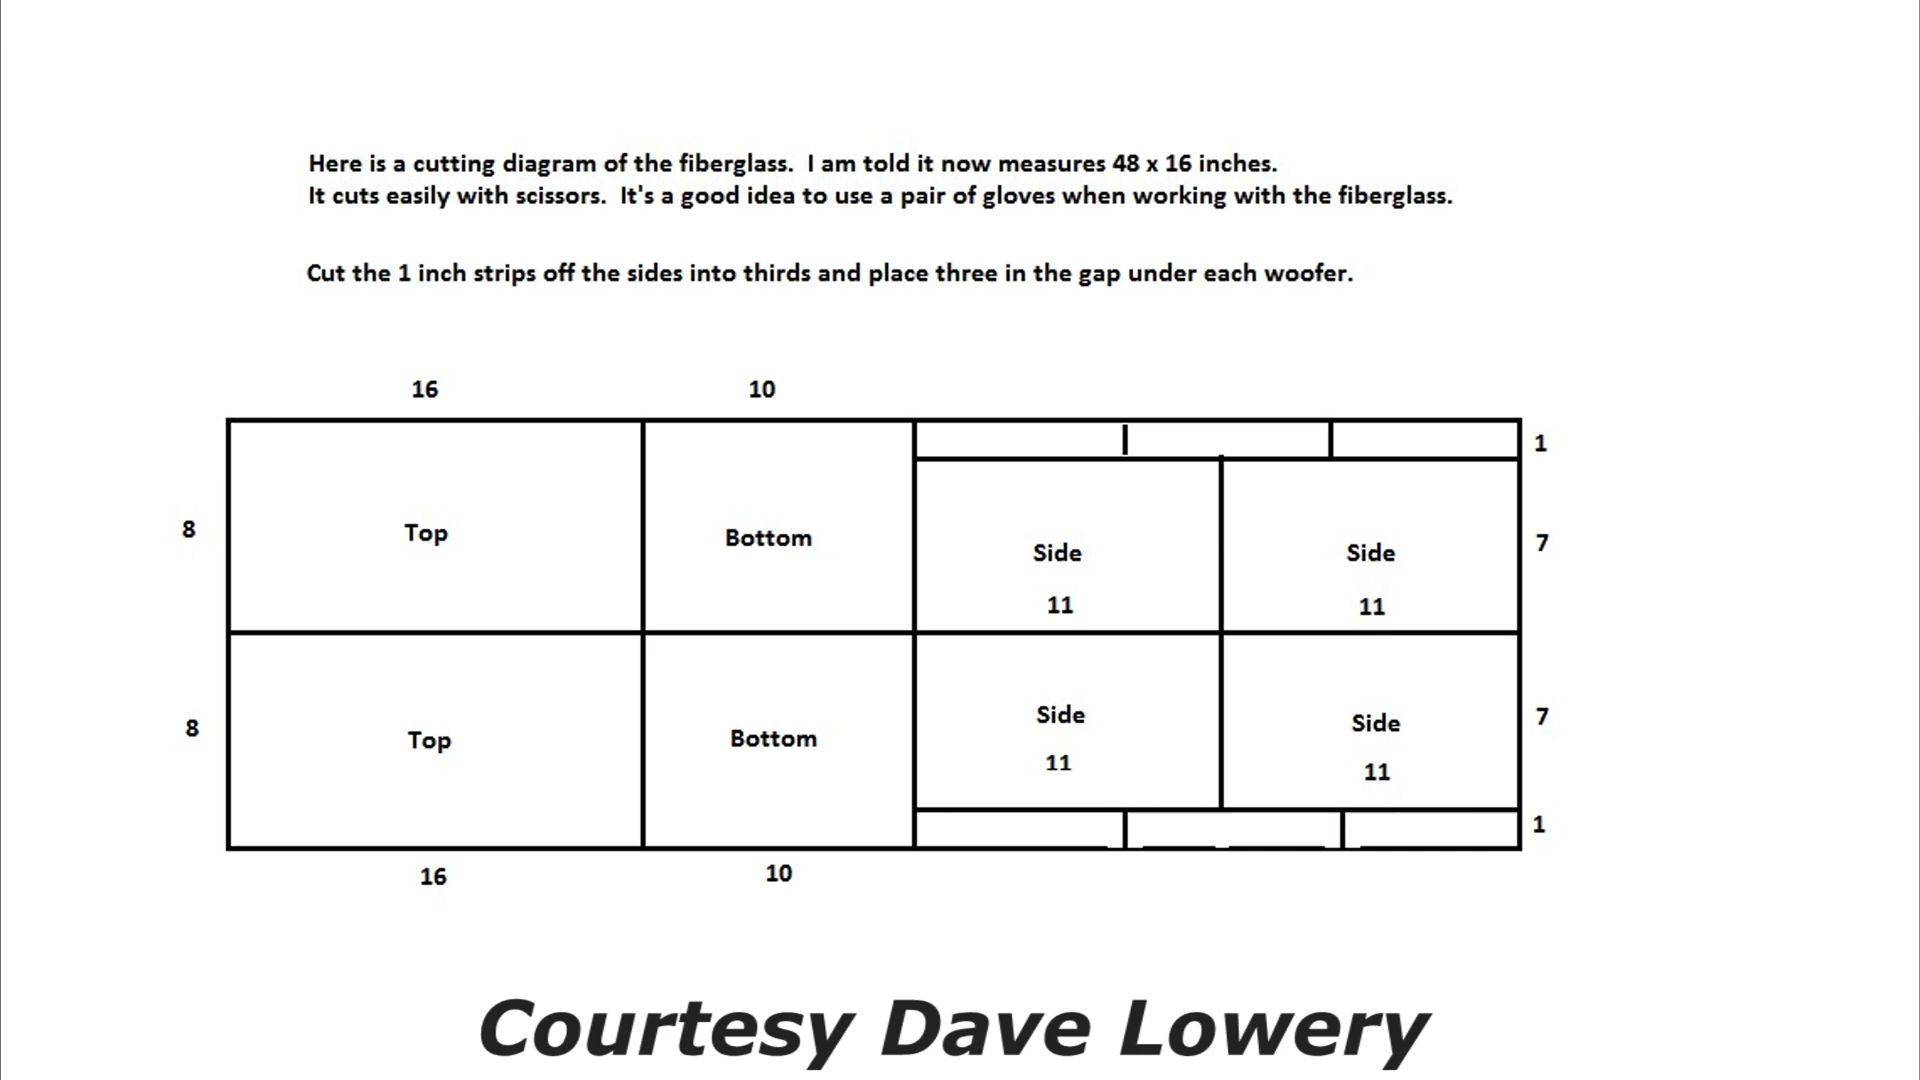 Here is a cutting diagram of the fiberglass.  I am told it now measures 48 x 16 inches.
It cuts easily with scissors.  It's a good idea to use a pair of gloves when working with the fiberglass.
Cut the 1 inch strips off the sides into thirds and place three in the gap under each woofer.
16 10
1
8 Top Bottom Side Side 7
11 11
8 Top Bottom Side Side 7
11 11
1
16 10
Courtesy Dave Lowery